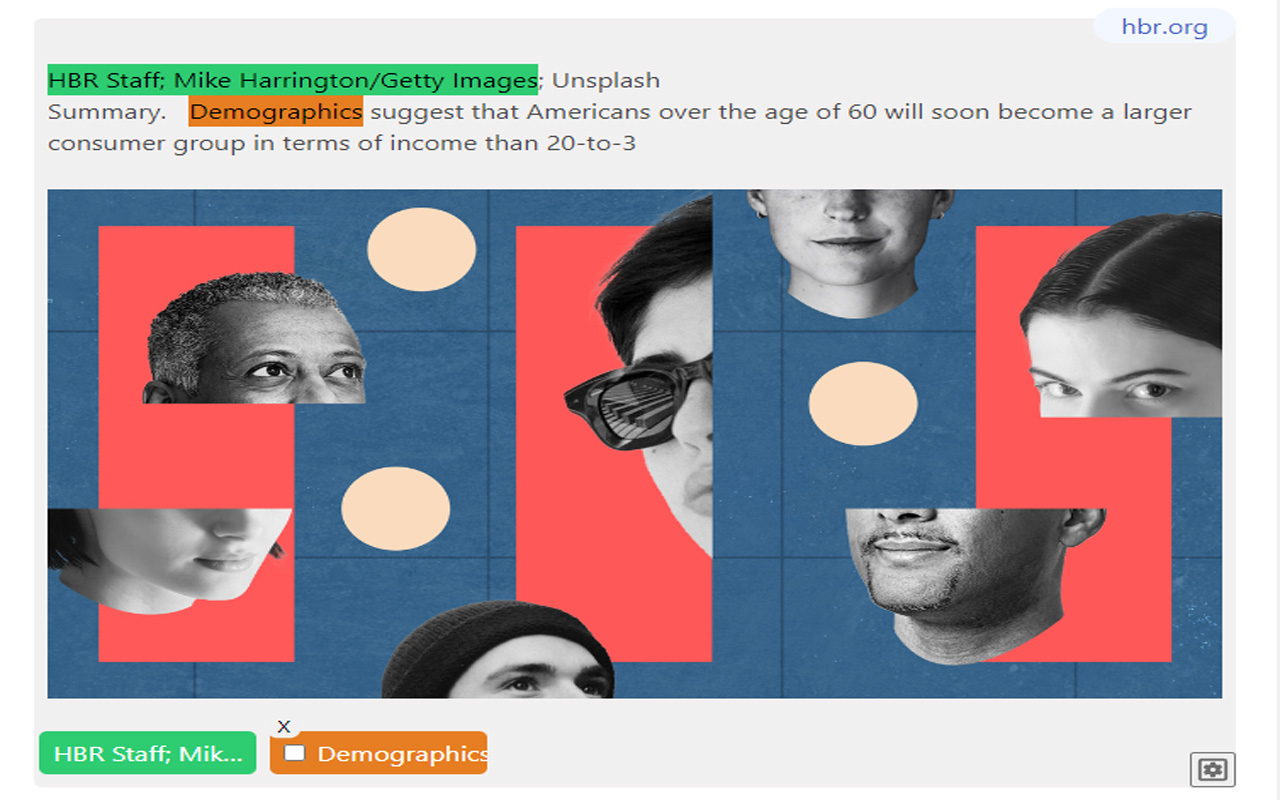 hbr.org
HBR Staff; Mike Harrington/Getty Images; Unsplash
Summary. Demographics suggest that Americans over the age of 60 will soon become a larger
consumer group in terms of income than 20-to-3
X
HBR Staff; Mik... Demographics